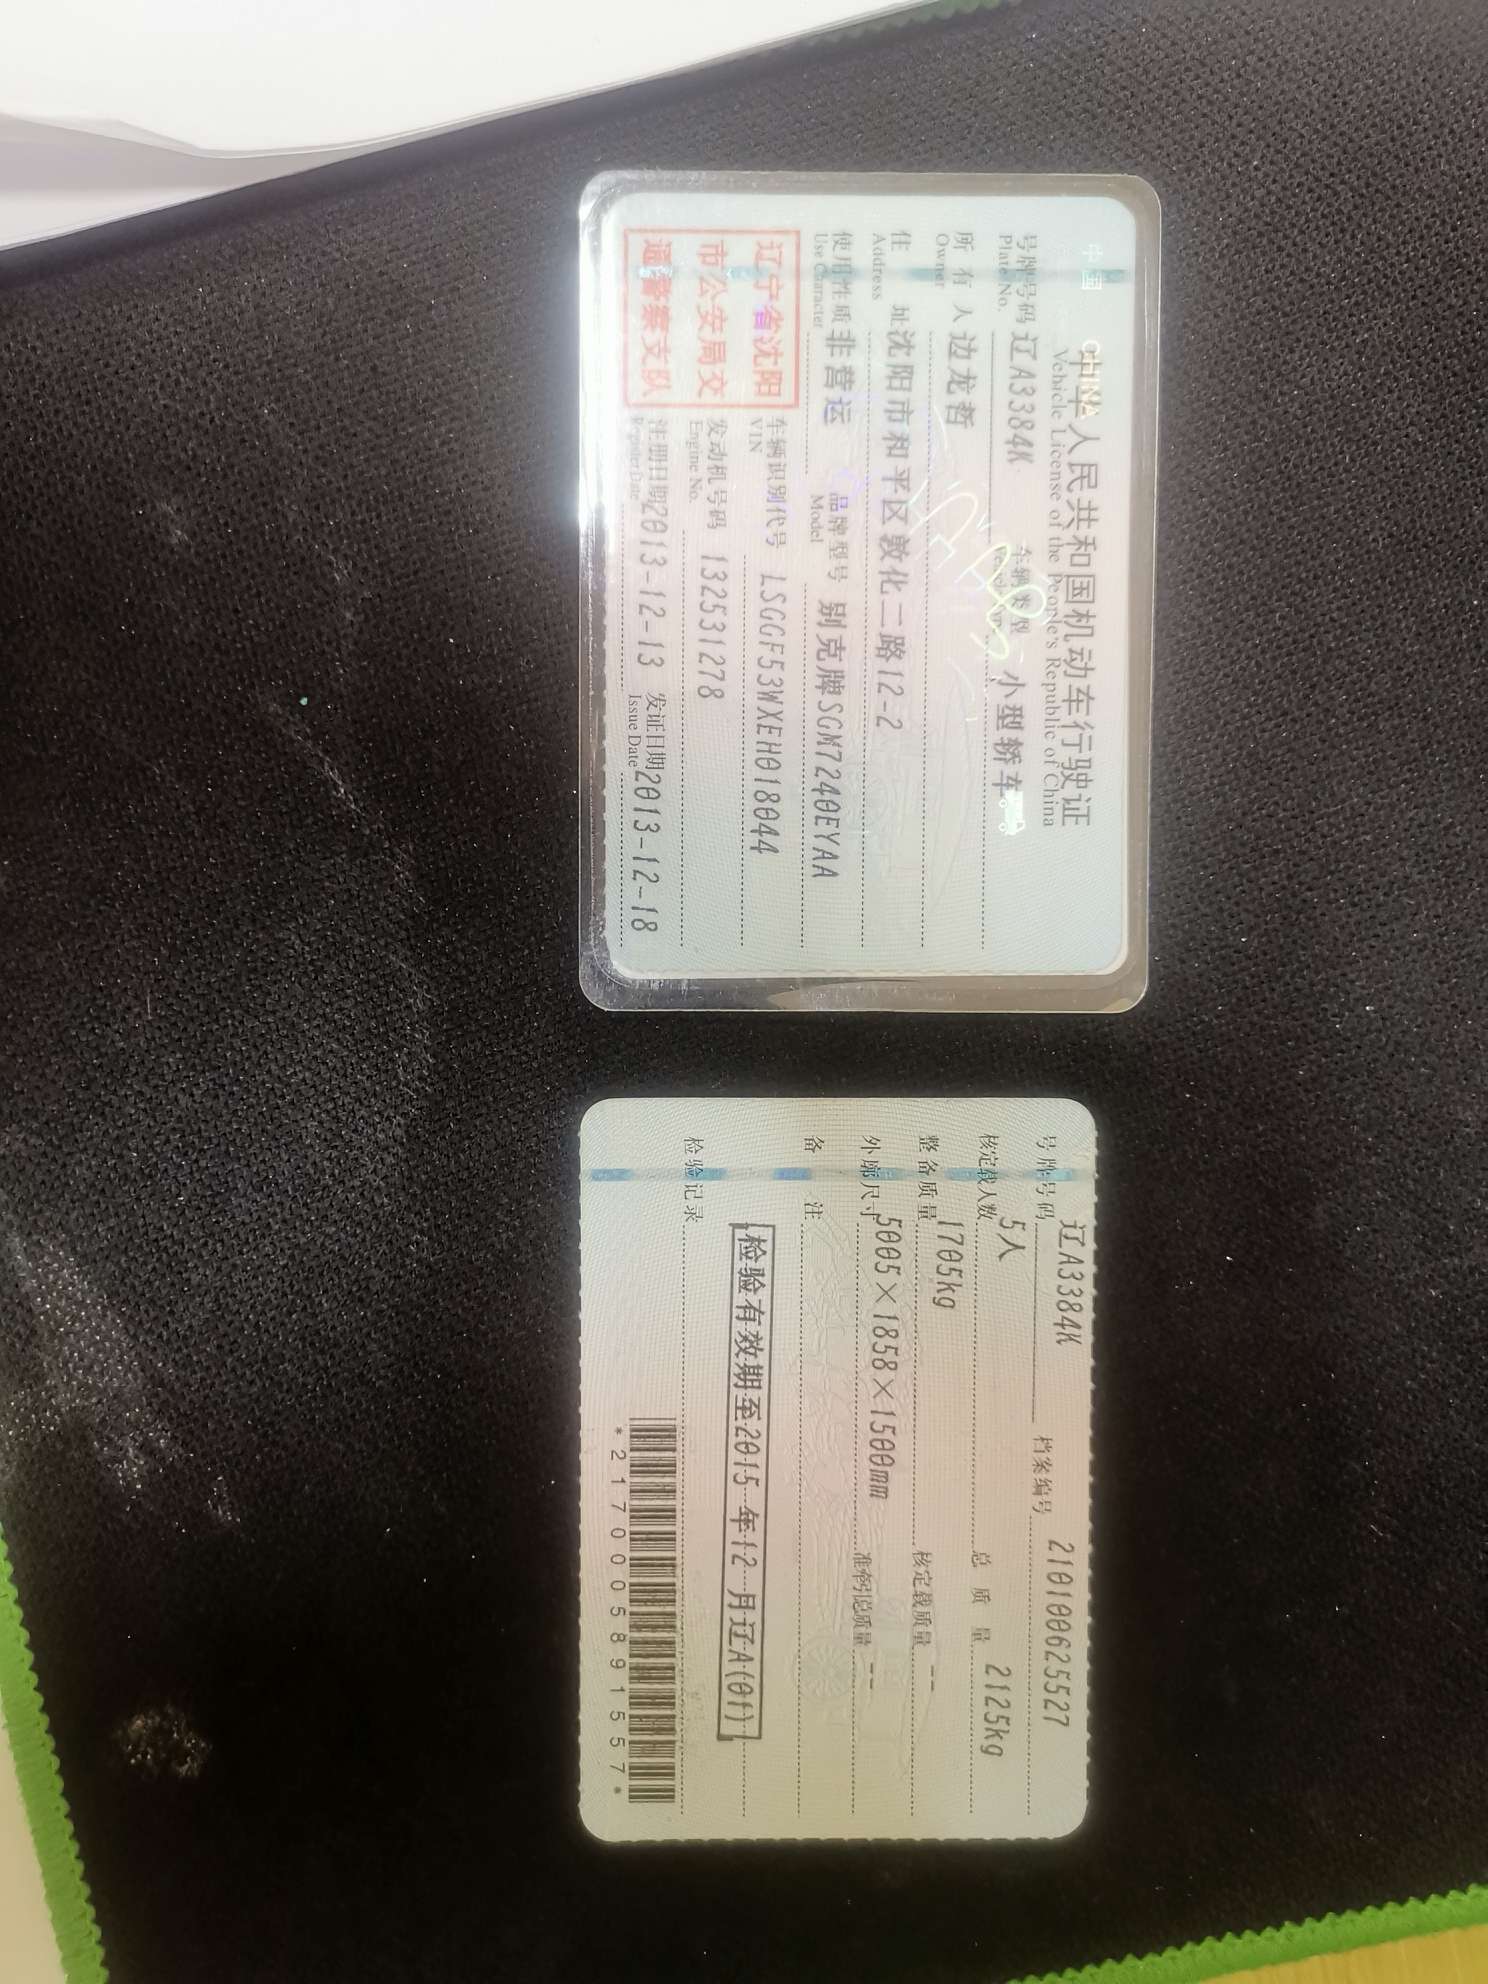 中国 CHINA
中华人民共和国机动车行驶证
Vehicle License of the People's Republic of China
号牌号码 辽A3384K 车辆类型 小型轿车
Plate No.
所有人 边龙哲
Owner
住址 沈阳市和平区敦化二路12-2
Address
使用性质 非营运 品牌型号 别克牌SGM7240EYAA
Use Character Model
辽宁省沈阳
市公安局交
通警察支队
车辆识别代号 LSGGF53WXEH018044
VIN
发动机号码 132531278
Engine No.
注册日期 2013-12-13 发证日期 2013-12-18
Register Date Issue Date
号牌号码 辽A3384K 档案编号 210100625527
核定载人数 5人 总质量 2125kg
整备质量 1705kg 核定载质量 --
外廓尺寸 5005×1858×1500mm 准牵引总质量 --
备注
检验有效期至2015年12月辽A(01)
检验记录
*2170005891557*